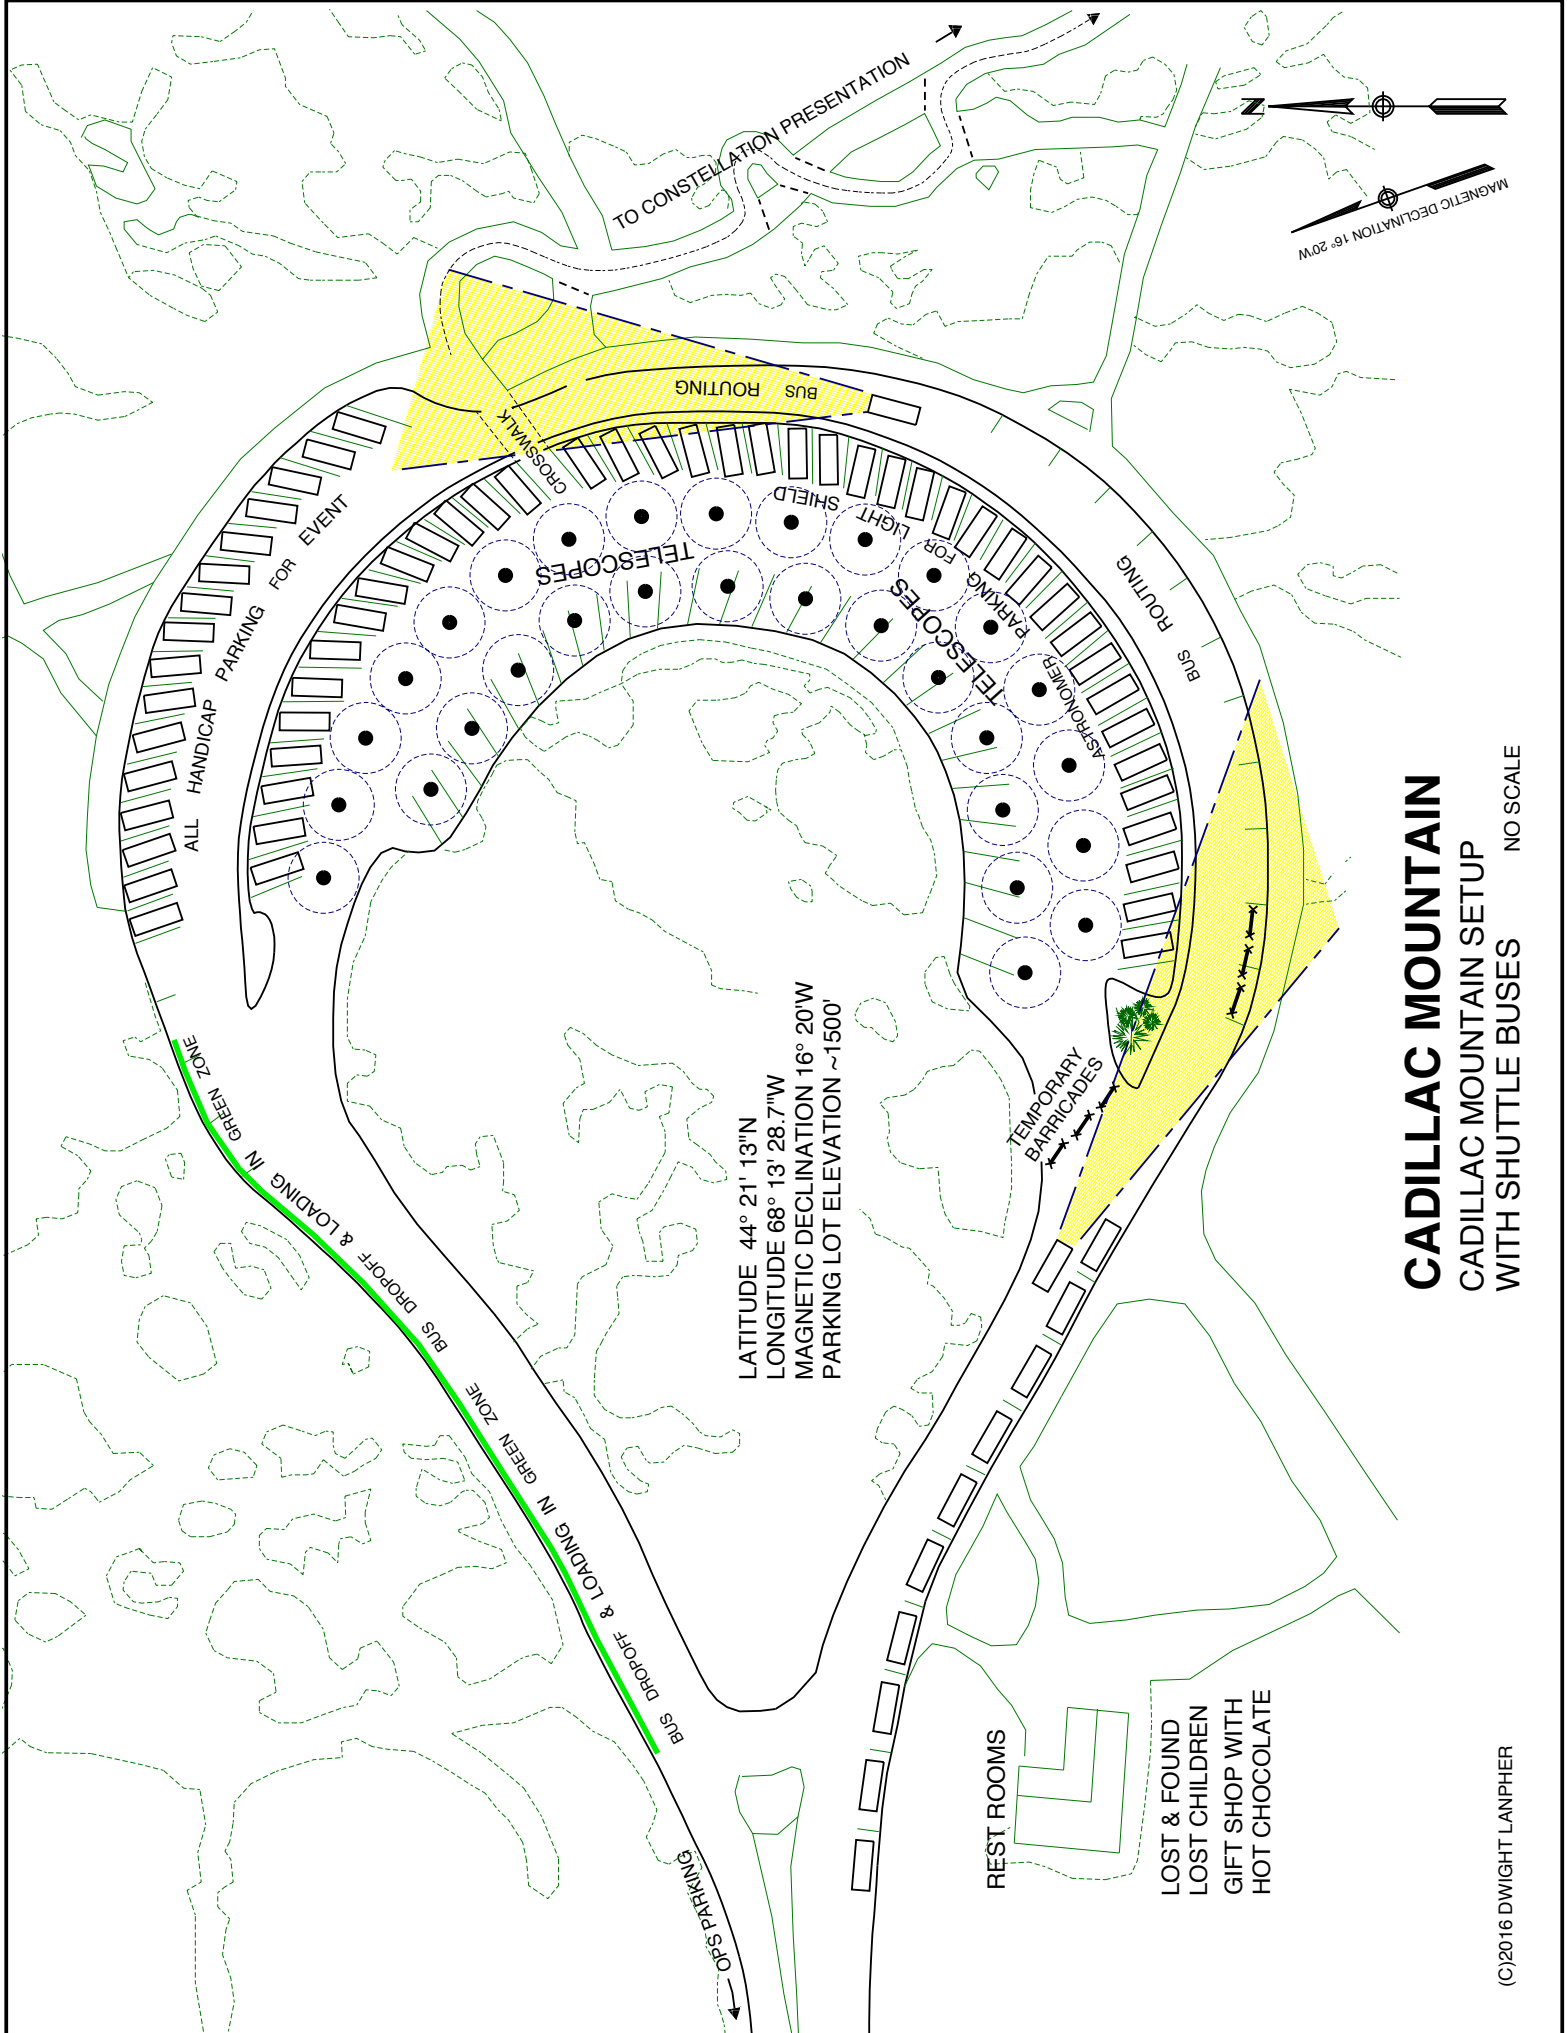 CADILLAC MOUNTAIN
CADILLAC MOUNTAIN SETUP
WITH SHUTTLE BUSES
NO SCALE
LATITUDE 44° 21' 13"N
LONGITUDE 68° 13' 28.7"W
MAGNETIC DECLINATION 16° 20'W
PARKING LOT ELEVATION ~1500'
TO CONSTELLATION PRESENTATION
N
MAGNETIC DECLINATION 16° 20'W
ALL HANDICAP PARKING FOR EVENT
CROSSWALK
BUS ROUTING
BUS ROUTING
TELESCOPES
TELESCOPES
ASTRONOMER PARKING FOR LIGHT SHIELD
TEMPORARY
BARRICADES
BUS DROPOFF & LOADING IN GREEN ZONE
BUS DROPOFF & LOADING IN GREEN ZONE
OPS PARKING
REST ROOMS
LOST & FOUND
LOST CHILDREN
GIFT SHOP WITH
HOT CHOCOLATE
(C)2016 DWIGHT LANPHER